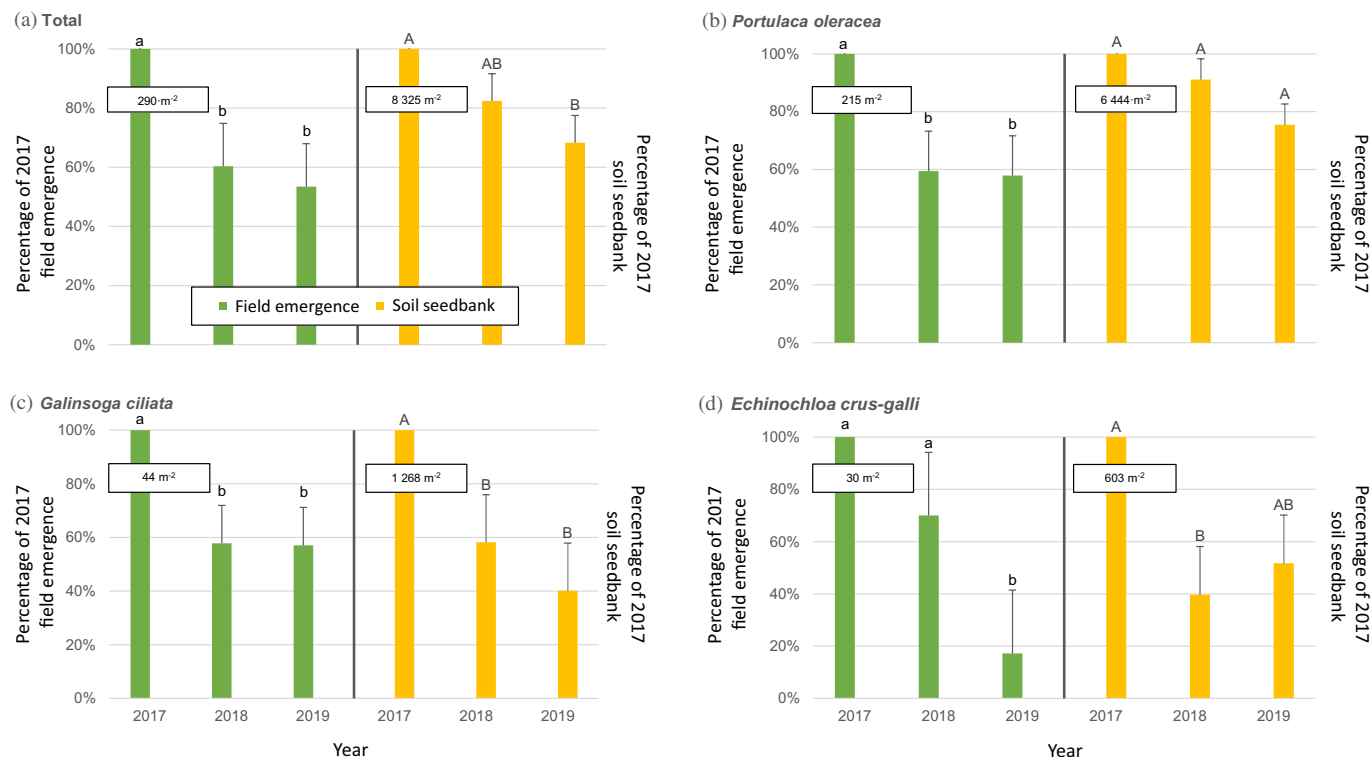 (a) Total
100%
80%
60%
40%
20%
0%
Percentage of 2017
field emergence
a
b
b
A
AB
B
290·m-2
8 325 m-2
Field emergence
Soil seedbank
Percentage of 2017
soil seedbank
(b) Portulaca oleracea
100%
80%
60%
40%
20%
0%
Percentage of 2017
field emergence
a
b
b
A
A
A
215 m-2
6 444·m-2
Percentage of 2017
soil seedbank
(c) Galinsoga ciliata
100%
80%
60%
40%
20%
0%
Percentage of 2017
field emergence
a
b
b
A
B
B
44 m-2
1 268 m-2
Percentage of 2017
soil seedbank
2017 2018 2019 2017 2018 2019
Year
(d) Echinochloa crus-galli
100%
80%
60%
40%
20%
0%
Percentage of 2017
field emergence
a
a
b
A
B
AB
30 m-2
603 m-2
Percentage of 2017
soil seedbank
2017 2018 2019 2017 2018 2019
Year